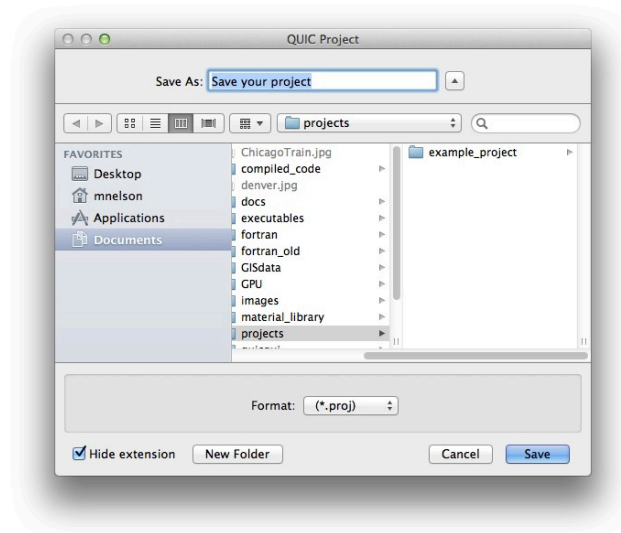 QUIC Project
Save As: Save your project
projects
FAVORITES
Desktop
mnelson
Applications
Documents
ChicagoTrain.jpg
compiled_code
denver.jpg
docs
executables
fortran
fortran_old
GISdata
GPU
images
material_library
projects
example_project
Format: (*.proj)
Hide extension
New Folder
Cancel
Save